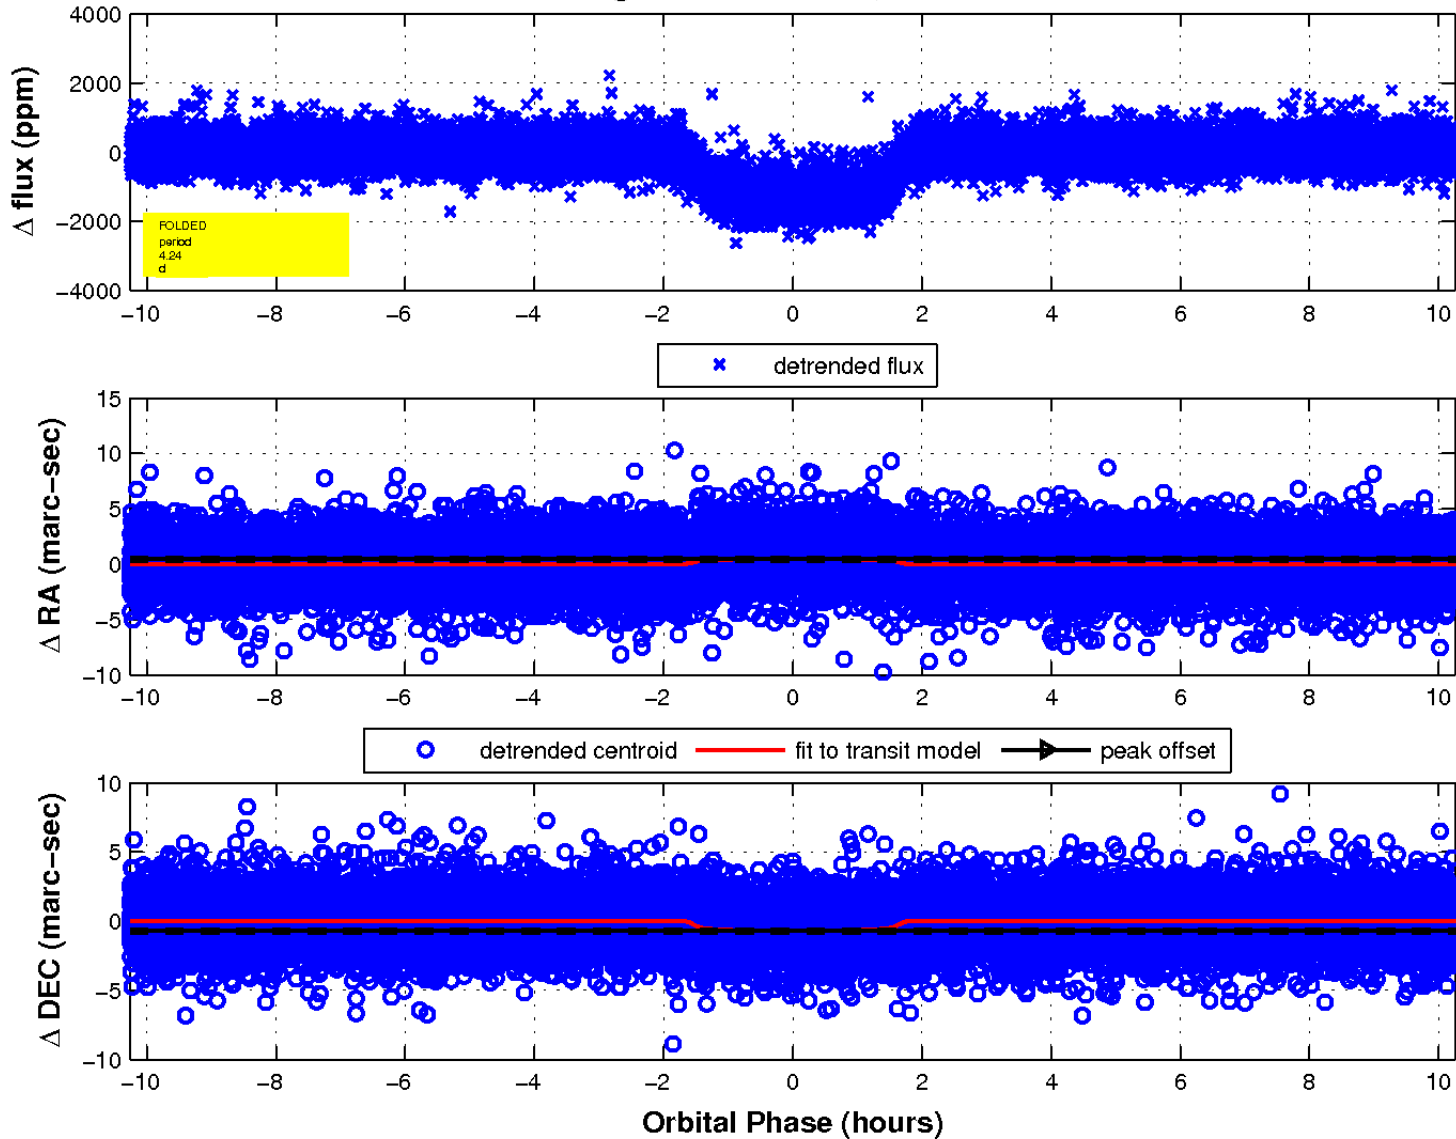 4000
2000
0
−2000
−4000
Δ flux (ppm)
FOLDED
period
4.24
d
−10 −8 −6 −4 −2 0 2 4 6 8 10
detrended flux
15
10
5
0
−5
−10
Δ RA (marc−sec)
−10 −8 −6 −4 −2 0 2 4 6 8 10
detrended centroid fit to transit model peak offset
10
5
0
−5
−10
Δ DEC (marc−sec)
−10 −8 −6 −4 −2 0 2 4 6 8 10
Orbital Phase (hours)